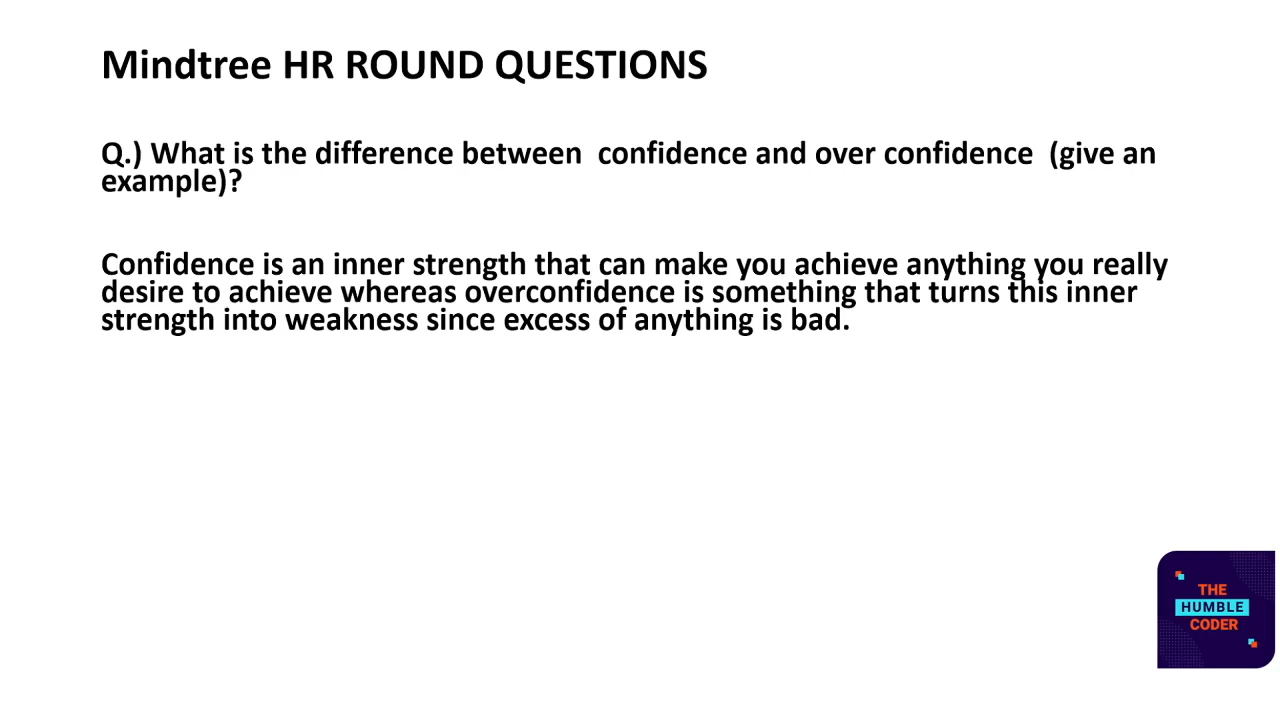 Mindtree HR ROUND QUESTIONS
Q.) What is the difference between  confidence and over confidence  (give an
example)?
Confidence is an inner strength that can make you achieve anything you really
desire to achieve whereas overconfidence is something that turns this inner
strength into weakness since excess of anything is bad.
THE
HUMBLE
CODER